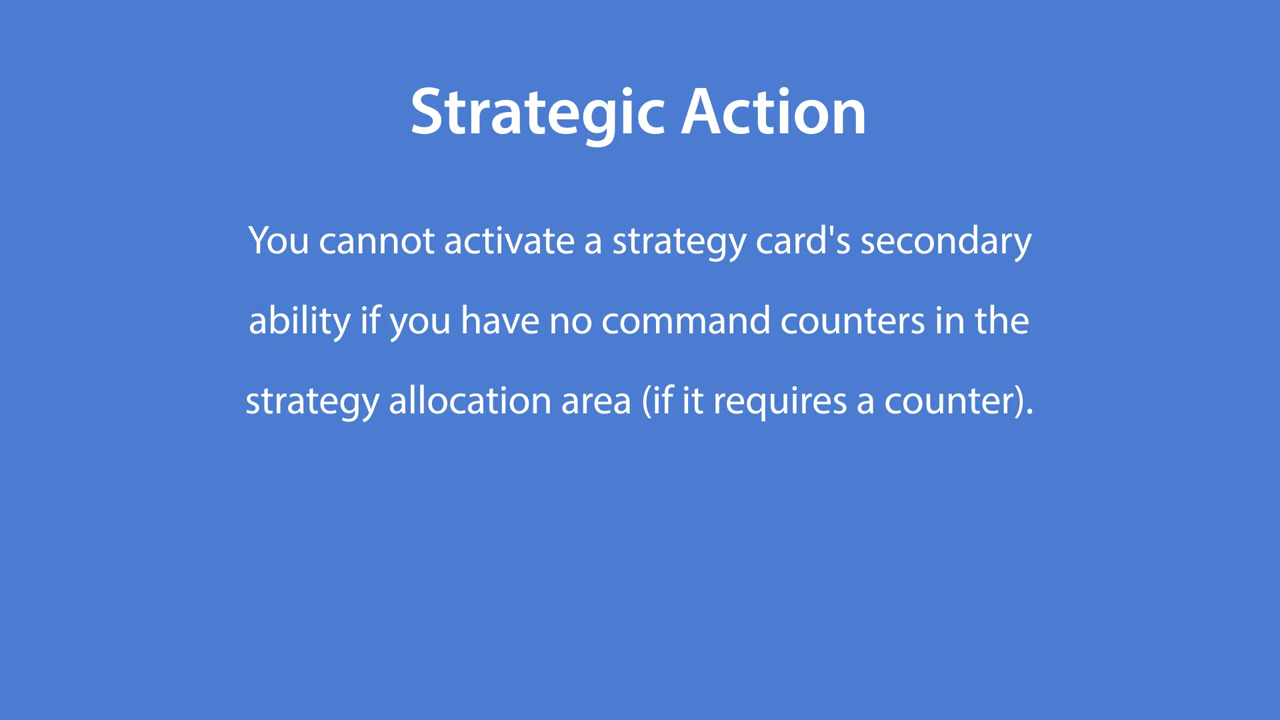 Strategic Action
You cannot activate a strategy card's secondary
ability if you have no command counters in the
strategy allocation area (if it requires a counter).